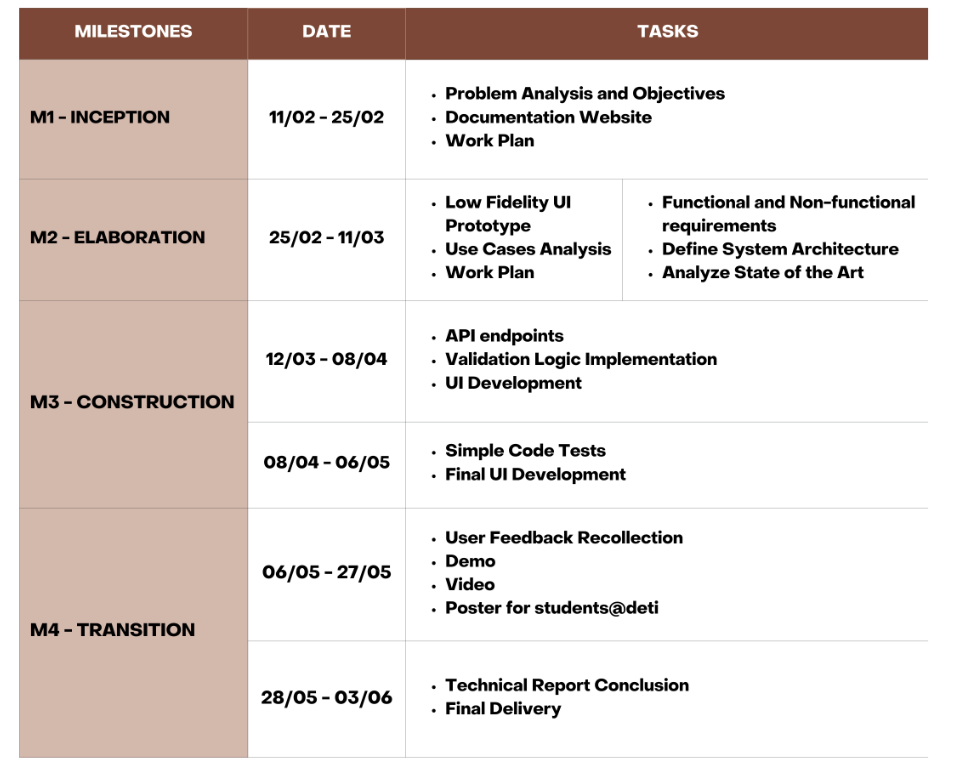 MILESTONES DATE TASKS
M1 - INCEPTION
11/02 - 25/02
• Problem Analysis and Objectives
• Documentation Website
• Work Plan
M2 - ELABORATION
25/02 - 11/03
• Low Fidelity UI
Prototype
• Use Cases Analysis
• Work Plan
• Functional and Non-functional
requirements
• Define System Architecture
• Analyze State of the Art
M3 - CONSTRUCTION
12/03 - 08/04
• API endpoints
• Validation Logic Implementation
• UI Development
08/04 - 06/05
• Simple Code Tests
• Final UI Development
M4 - TRANSITION
06/05 - 27/05
• User Feedback Recollection
• Demo
• Video
• Poster for students@deti
28/05 - 03/06
• Technical Report Conclusion
• Final Delivery